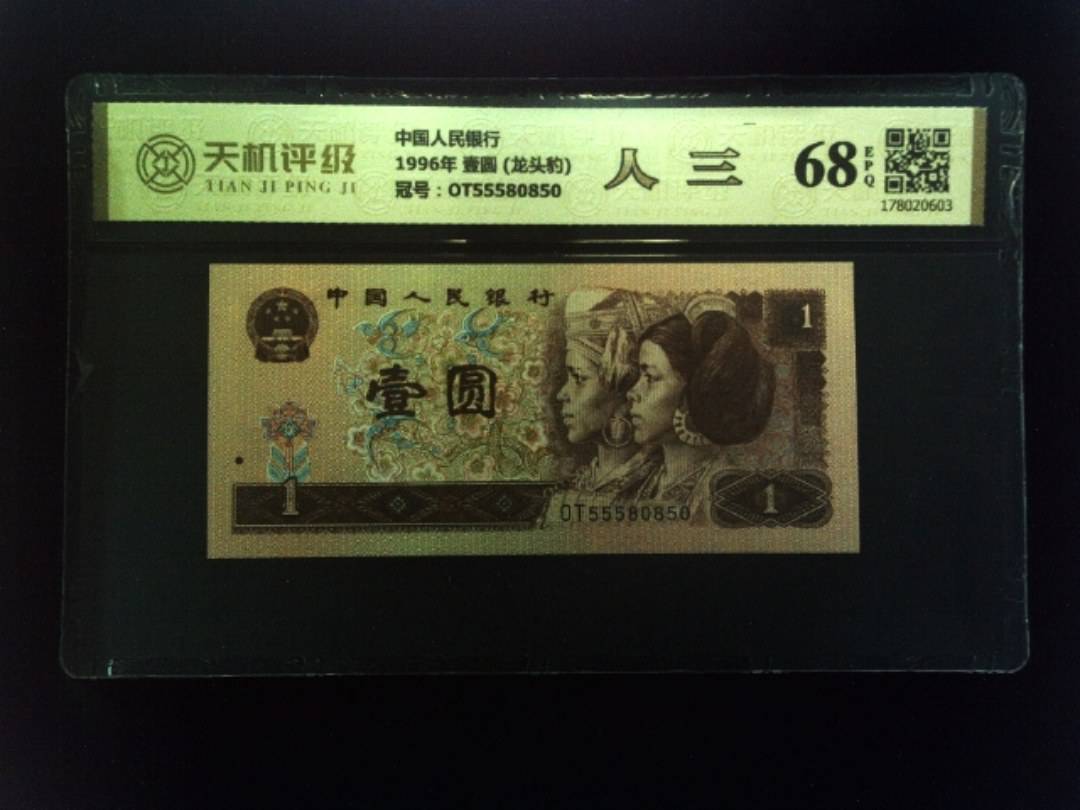 天机评级
TIAN JI PING JI
中国人民银行
1996年 壹圆 (龙头豹)
冠号：OT55580850
人 三
68
EPQ
178020603
中国人民银行
壹圆
1
1
1
OT55580850